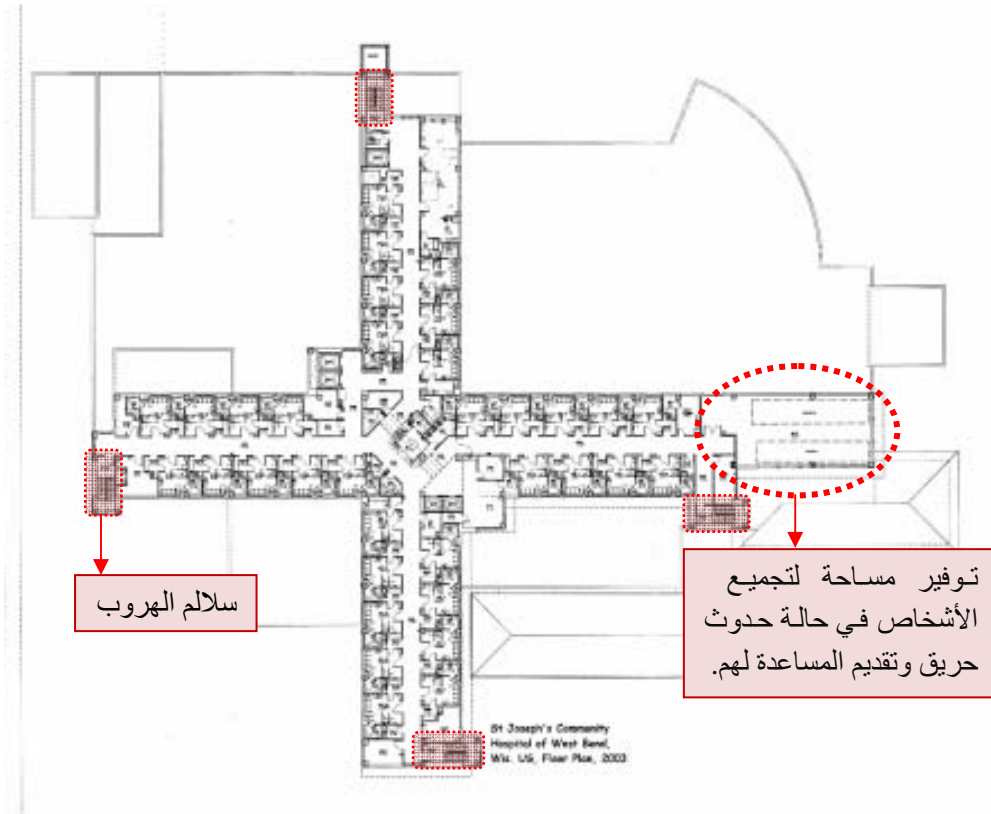 سلالم الهروب
توفير مساحة لتجميع
الأشخاص في حالة حدوث
حريق وتقديم المساعدة لهم.
St Joseph's Community
Hospital of West Bend,
Wis. US, Floor Plan, 2003